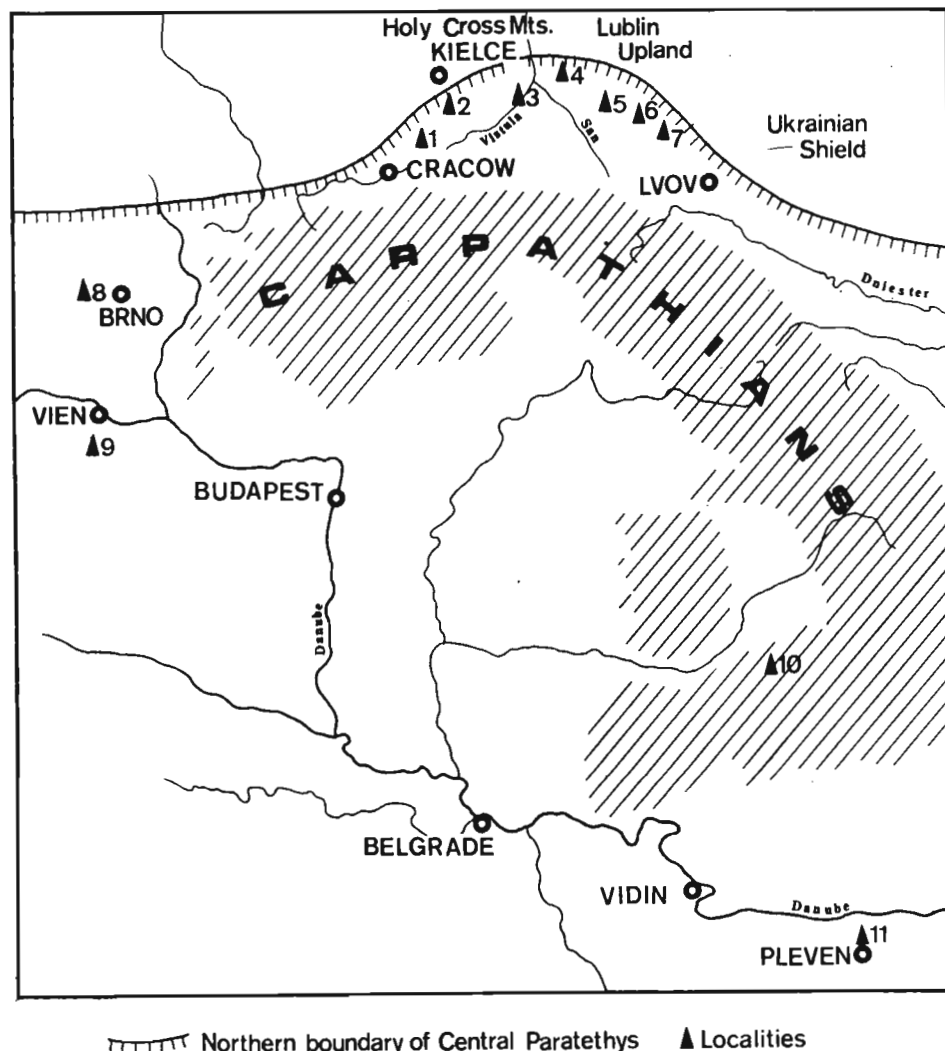 Holy Cross Mts.
KIELCE
Lublin
Upland
4
2
3
5
6
7
1
Vistula
San
Ukrainian
Shield
CRACOW
LVOV
CARPATHIANS
Dniester
8
BRNO
VIEN
9
BUDAPEST
Danube
10
BELGRADE
VIDIN
Danube
11
PLEVEN
Northern boundary of Central Paratethys
Localities